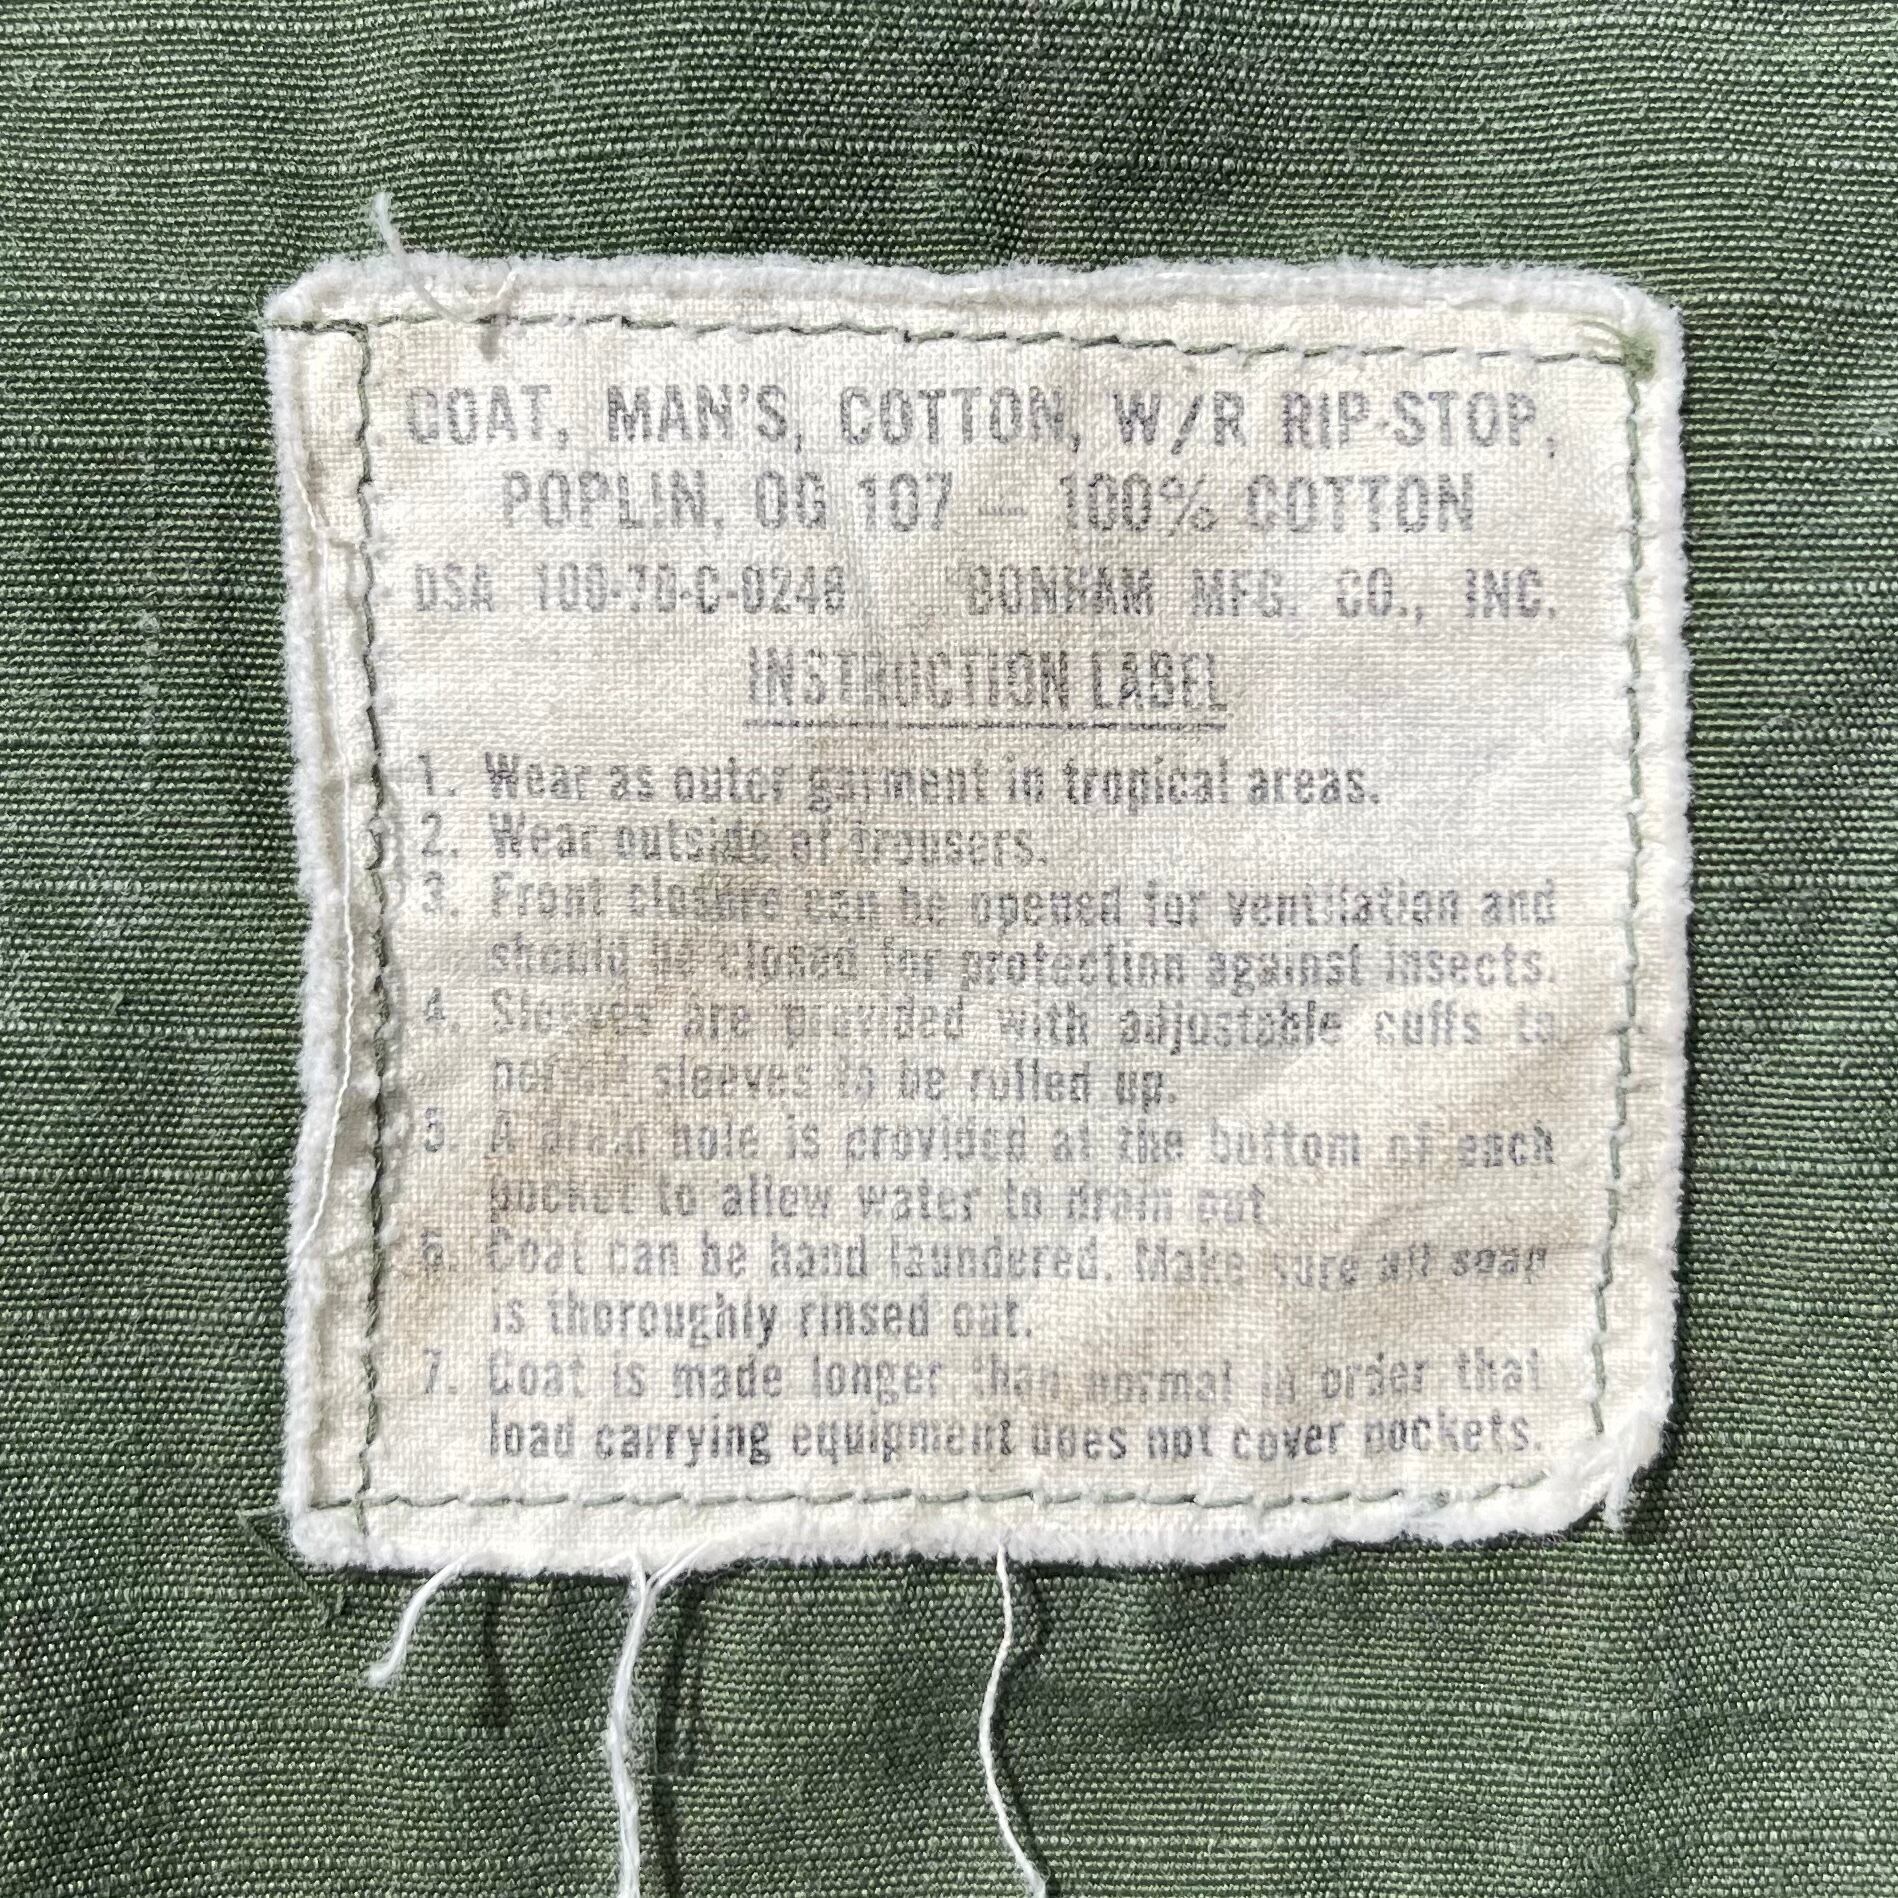 COAT, MAN'S, COTTON, W/R RIP-STOP,
POPLIN, OG 107 — 100% COTTON
DSA 100-70-C-0248 BONHAM MFG. CO., INC.
INSTRUCTION LABEL
1. Wear as outer garment in tropical areas.
2. Wear outside of trousers.
3. Front closure can be opened for ventilation and
should be closed for protection against insects.
4. Sleeves are provided with adjustable cuffs to
permit sleeves to be rolled up.
5. A drain hole is provided at the bottom of each
pocket to allow water to drain out.
6. Coat can be hand laundered. Make sure all soap
is thoroughly rinsed out.
7. Coat is made longer than normal in order that
load carrying equipment does not cover pockets.